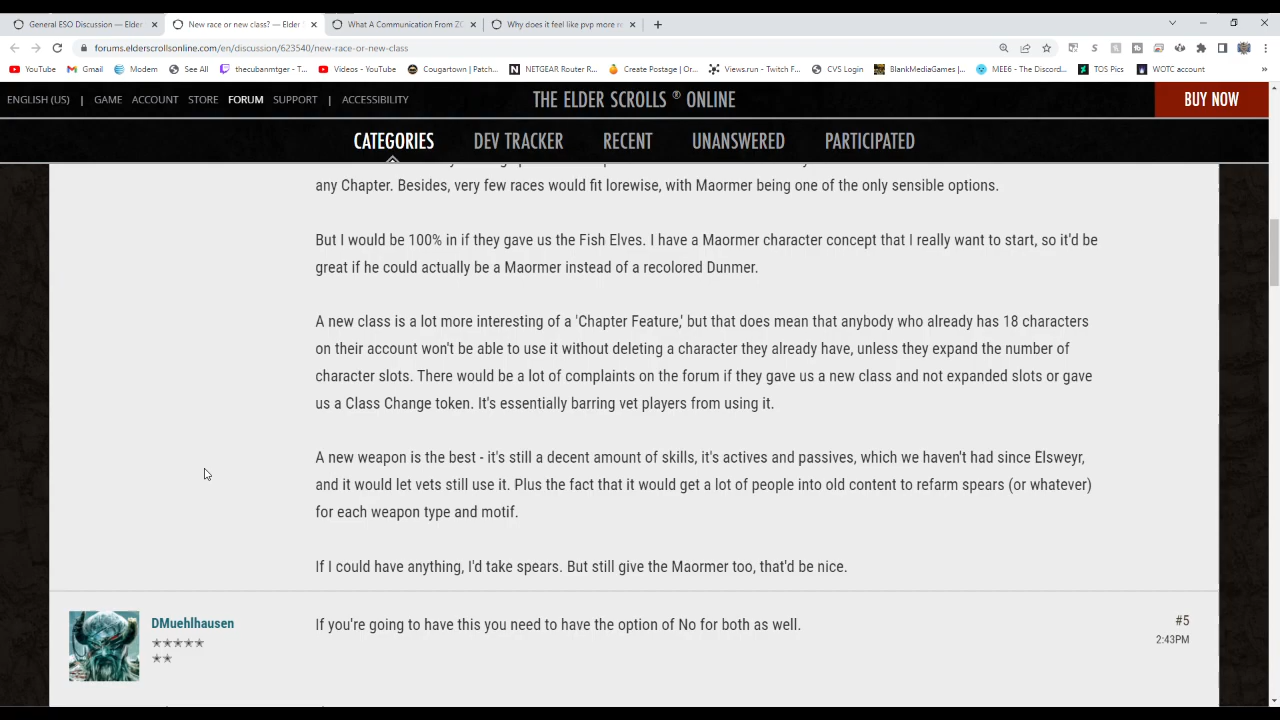 General ESO Discussion — Elde
New race or new class? — Elder
What A Communication From ZO
Why does it feel like pvp more re
forums.elderscrollsonline.com/en/discussion/623540/new-race-or-new-class
YouTube
Gmail
Modem
See All
thecubanmtger - T...
Videos - YouTube
Cougartown | Patch...
NETGEAR Router R...
Create Postage | Or...
Views.run - Twitch F...
CVS Login
BlankMediaGames |...
MEE6 - The Discord...
TOS Pics
WOTC account
»
ENGLISH (US) | GAME ACCOUNT STORE FORUM SUPPORT | ACCESSIBILITY
THE ELDER SCROLLS ® ONLINE
BUY NOW
CATEGORIES DEV TRACKER RECENT UNANSWERED PARTICIPATED
any Chapter. Besides, very few races would fit lorewise, with Maormer being one of the only sensible options.
But I would be 100% in if they gave us the Fish Elves. I have a Maormer character concept that I really want to start, so it'd be
great if he could actually be a Maormer instead of a recolored Dunmer.
A new class is a lot more interesting of a 'Chapter Feature,' but that does mean that anybody who already has 18 characters
on their account won't be able to use it without deleting a character they already have, unless they expand the number of
character slots. There would be a lot of complaints on the forum if they gave us a new class and not expanded slots or gave
us a Class Change token. It's essentially barring vet players from using it.
A new weapon is the best - it's still a decent amount of skills, it's actives and passives, which we haven't had since Elsweyr,
and it would let vets still use it. Plus the fact that it would get a lot of people into old content to refarm spears (or whatever)
for each weapon type and motif.
If I could have anything, I'd take spears. But still give the Maormer too, that'd be nice.
DMuehlhausen
If you're going to have this you need to have the option of No for both as well.
#5
2:43PM